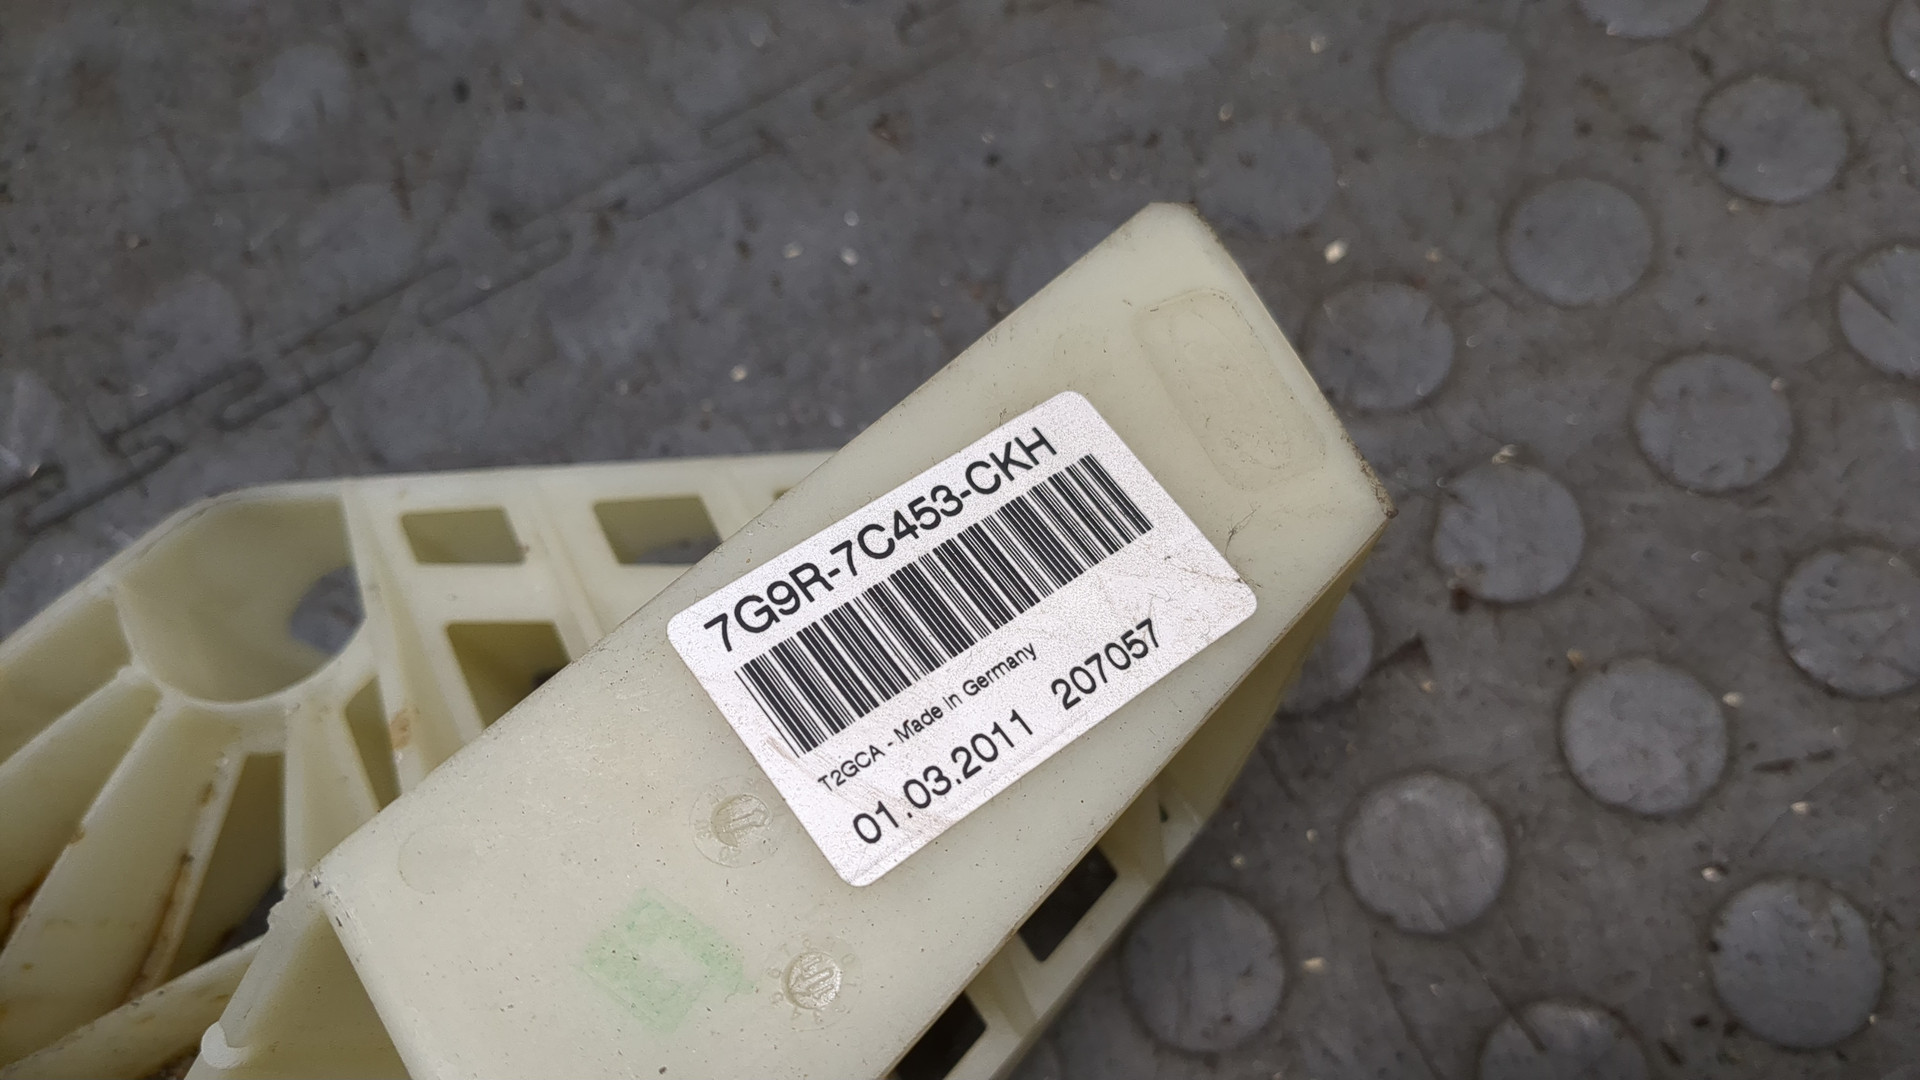 7G9R-7C453-CKH
T2GCA - Made in Germany
01.03.2011 207057